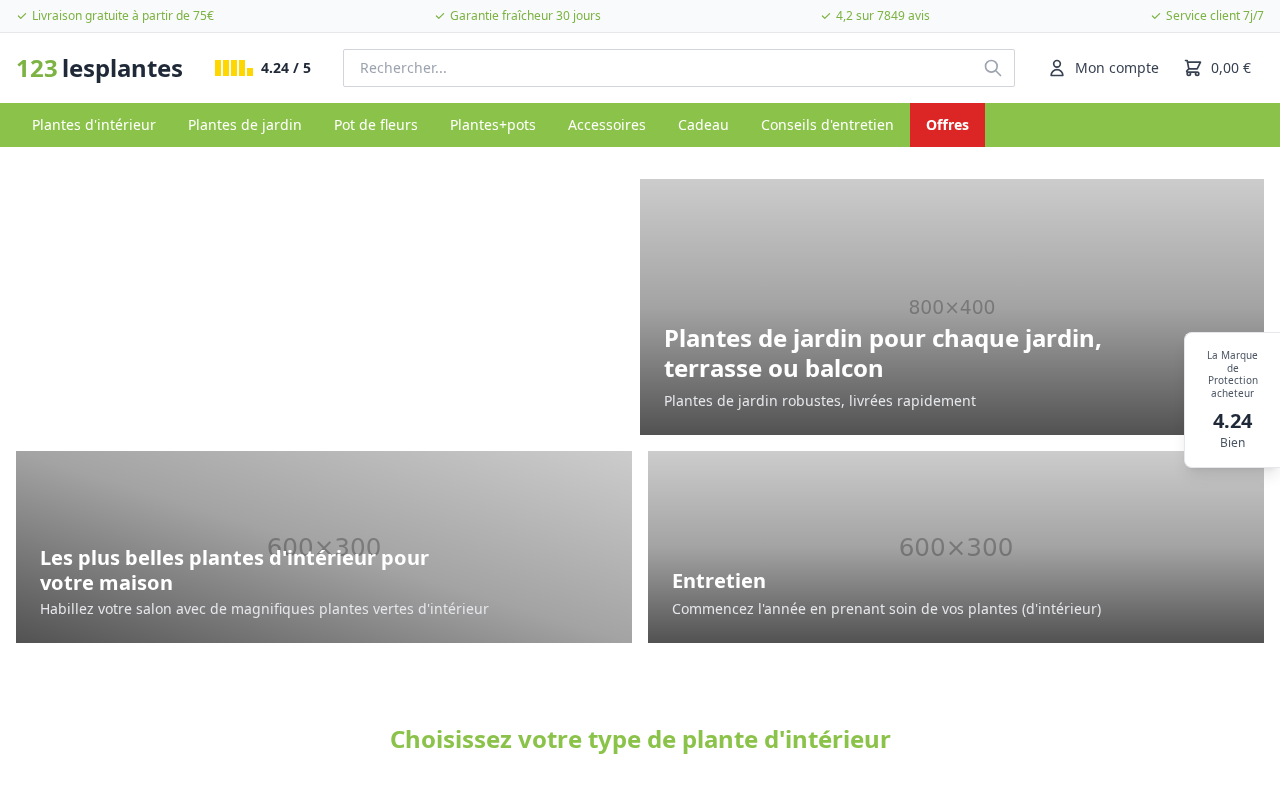 Livraison gratuite à partir de 75€
Garantie fraîcheur 30 jours
4,2 sur 7849 avis
Service client 7j/7
123 lesplantes
4.24 / 5
Rechercher...
Mon compte
0,00 €
Plantes d'intérieur
Plantes de jardin
Pot de fleurs
Plantes+pots
Accessoires
Cadeau
Conseils d'entretien
Offres
800×400
Plantes de jardin pour chaque jardin,
terrasse ou balcon
Plantes de jardin robustes, livrées rapidement
La Marque
de
Protection
acheteur
4.24
Bien
600×300
Les plus belles plantes d'intérieur pour
votre maison
Habillez votre salon avec de magnifiques plantes vertes d'intérieur
600×300
Entretien
Commencez l'année en prenant soin de vos plantes (d'intérieur)
Choisissez votre type de plante d'intérieur